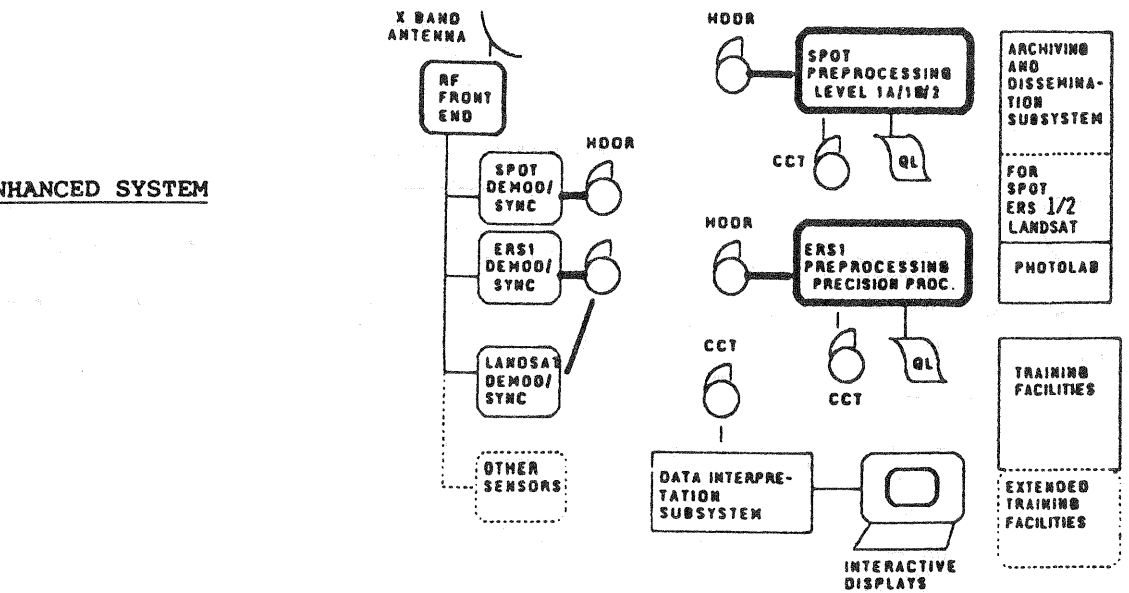 NHANCED SYSTEM
X BAND
ANTENNA
RF
FRONT
END
HDDR
SPOT
DEMOD/
SYNC
ERS1
DEMOD/
SYNC
LANDSAT
DEMOD/
SYNC
OTHER
SENSORS
HDDR
SPOT
PREPROCESSING
LEVEL 1A/1B/2
CCT
QL
HDDR
ERS1
PREPROCESSING
PRECISION PROC.
CCT
QL
CCT
DATA INTERPRE-
TATION
SUBSYSTEM
INTERACTIVE
DISPLAYS
ARCHIVING
AND
DISSEMINA-
TION
SUBSYSTEM
FOR
SPOT
ERS 1/2
LANDSAT
PHOTOLAB
TRAINING
FACILITIES
EXTENDED
TRAINING
FACILITIES